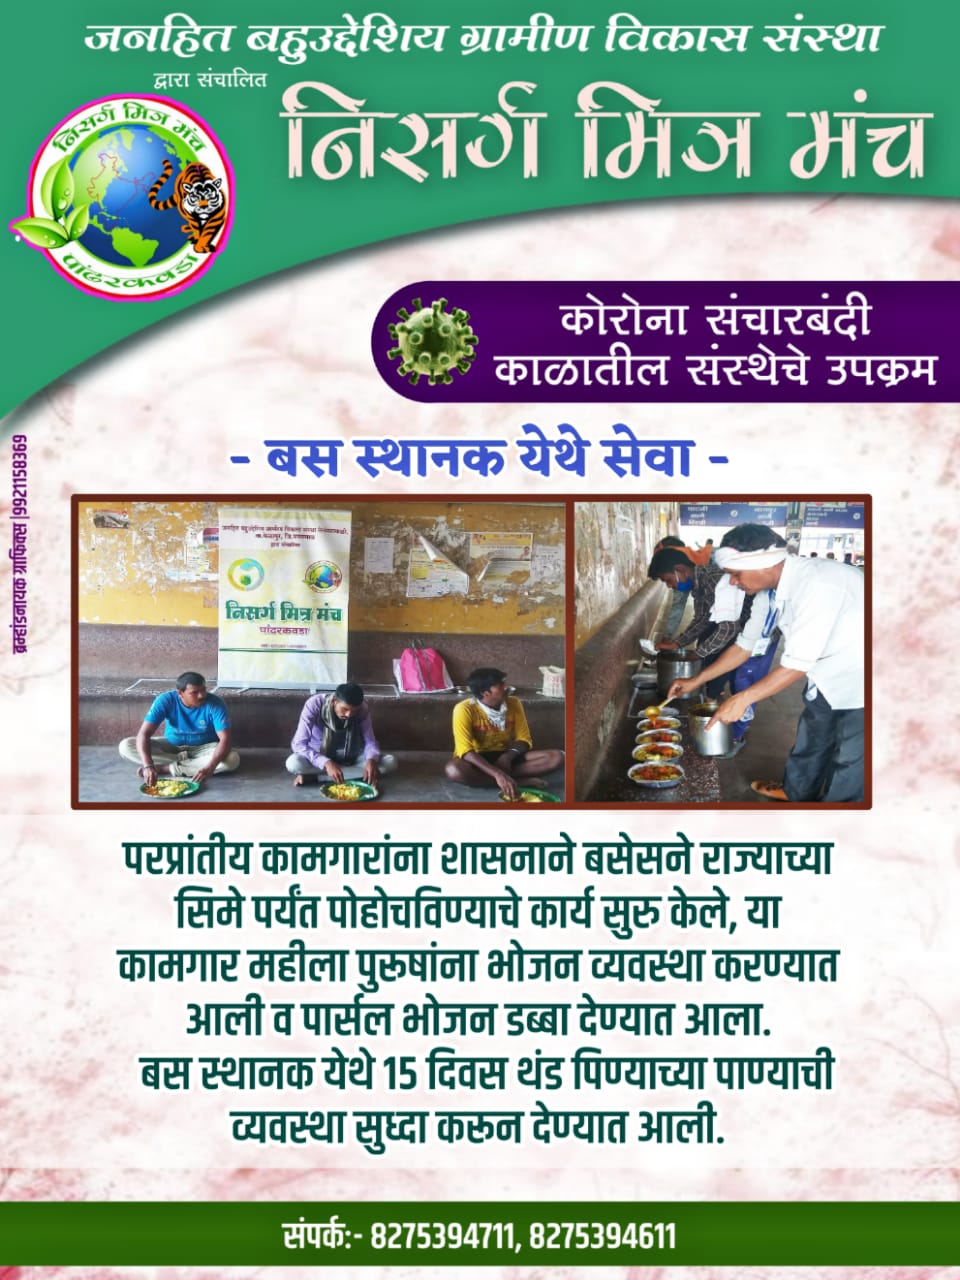 जनहित बहुउद्देशिय ग्रामीण विकास संस्था
द्वारा संचालित
निसर्ग मित्र मंच
निसर्ग मित्र मंच
पांढरकवडा
कोरोना संचारबंदी
काळातील संस्थेचे उपक्रम
- बस स्थानक येथे सेवा -
ब्रम्हांडनायक ग्राफिक्स|9921158369
निसर्ग मित्र मंच
पांढरकवडा
परप्रांतीय कामगारांना शासनाने बसेसने राज्याच्या
सिमे पर्यंत पोहोचविण्याचे कार्य सुरु केले, या
कामगार महीला पुरूषांना भोजन व्यवस्था करण्यात
आली व पार्सल भोजन डब्बा देण्यात आला.
बस स्थानक येथे 15 दिवस थंड पिण्याच्या पाण्याची
व्यवस्था सुध्दा करून देण्यात आली.
संपर्क:- 8275394711, 8275394611